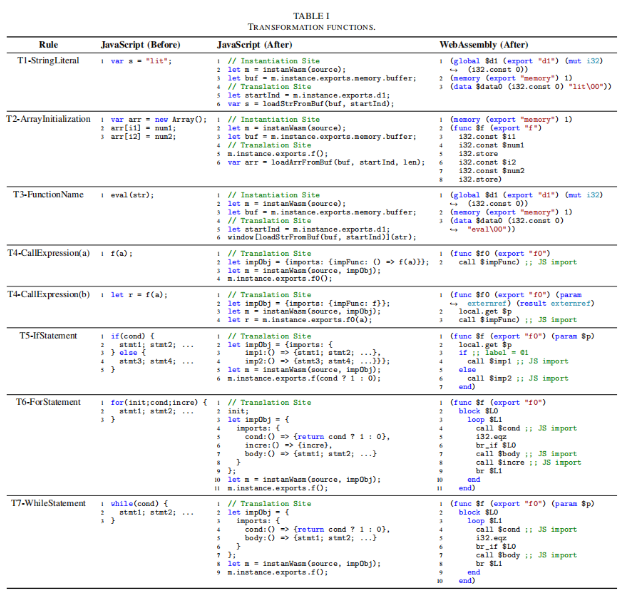 TABLE I
TRANSFORMATION FUNCTIONS.
Rule JavaScript (Before) JavaScript (After) WebAssembly (After)
T1-StringLiteral
1 var s = "lit";
1 // Instantiation Site
2 let m = instanWasm(source);
3 let buf = m.instance.exports.memory.buffer;
4 // Translation Site
5 let startInd = m.instance.exports.d1;
6 var s = loadStrFromBuf(buf, startInd);
1 (global $d1 (export "d1") (mut i32)
↪ (i32.const 0))
2 (memory (export "memory") 1)
3 (data $data0 (i32.const 0) "lit\00"))
T2-ArrayInitialization
1 var arr = new Array();
2 arr[i1] = num1;
3 arr[i2] = num2;
1 // Instantiation Site
2 let m = instanWasm(source);
3 let buf = m.instance.exports.memory.buffer;
4 // Translation Site
5 m.instance.exports.f();
6 var arr = loadArrFromBuf(buf, startInd, len);
1 (memory (export "memory") 1)
2 (func $f (export "f")
3 i32.const $i1
4 i32.const $num1
5 i32.store
6 i32.const $i2
7 i32.const $num2
8 i32.store)
T3-FunctionName
1 eval(str);
1 // Instantiation Site
2 let m = instanWasm(source);
3 let buf = m.instance.exports.memory.buffer;
4 // Translation Site
5 let startInd = m.instance.exports.d1;
6 window[loadStrFromBuf(buf, startInd)](str);
1 (global $d1 (export "d1") (mut i32)
↪ (i32.const 0))
2 (memory (export "memory") 1)
3 (data $data0 (i32.const 0)
↪ "eval\00"))
T4-CallExpression(a)
1 f(a);
1 // Translation Site
2 let impObj = {imports: {impFunc: () => f(a)}};
3 let m = instanWasm(source, impObj);
4 m.instance.exports.f0();
1 (func $f0 (export "f0")
2 call $impFunc) ;; JS import
T4-CallExpression(b)
1 let r = f(a);
1 // Translation Site
2 let impObj = {imports: {impFunc: f}};
3 let m = instanWasm(source, impObj);
4 let r = m.instance.exports.f0(a);
1 (func $f0 (export "f0") (param
↪ externref) (result externref)
2 local.get $p
3 call $impFunc) ;; JS import
T5-IfStatement
1 if(cond) {
2 stmt1; stmt2; ...
3 } else {
4 stmt3; stmt4; ...
5 }
1 // Translation Site
2 let impObj = {imports: {
3 imp1:() => {stmt1; stmt2; ...},
4 imp2:() => {stmt3; stmt4; ...}}};
5 let m = instanWasm(source, impObj);
6 m.instance.exports.f(cond ? 1 : 0);
1 (func $f (export "f0") (param $p)
2 local.get $p
3 if ;; label = @1
4 call $imp1 ;; JS import
5 else
6 call $imp2 ;; JS import
7 end)
T6-ForStatement
1 for(init;cond;incre) {
2 stmt1; stmt2; ...
3 }
1 // Translation Site
2 init;
3 let impObj = {
4 imports: {
5 cond:() => {return cond ? 1 : 0},
6 incre:() => {incre},
7 body:() => {stmt1; stmt2; ...}
8 }
9 };
10 let m = instanWasm(source, impObj);
11 m.instance.exports.f();
1 (func $f (export "f0")
2 block $L0
3 loop $L1
4 call $cond ;; JS import
5 i32.eqz
6 br_if $L0
7 call $body ;; JS import
8 call $incre ;; JS import
9 br $L1
10 end
11 end)
T7-WhileStatement
1 while(cond) {
2 stmt1; stmt2; ...
3 }
1 // Translation Site
2 let impObj = {
3 imports: {
4 cond:() => {return cond ? 1 : 0},
5 body:() => {stmt1; stmt2; ...}
6 }
7 };
8 let m = instanWasm(source, impObj);
9 m.instance.exports.f();
1 (func $f (export "f0") (param $p)
2 block $L0
3 loop $L1
4 call $cond ;; JS import
5 i32.eqz
6 br_if $L0
7 call $body ;; JS import
8 br $L1
9 end
10 end)